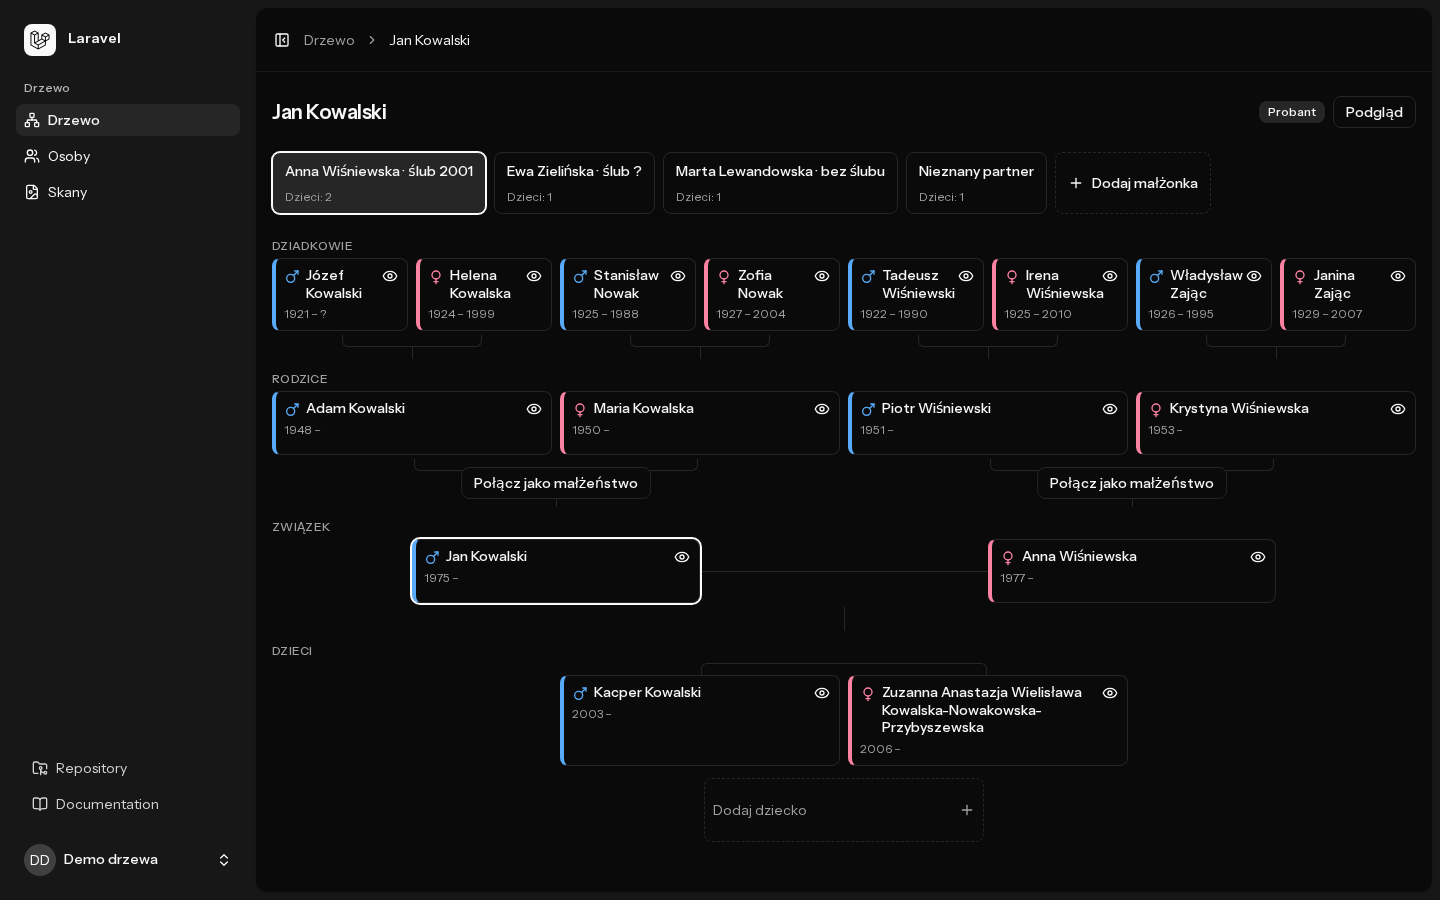 Laravel
Drzewo
Drzewo
Osoby
Skany
Repository
Documentation
DD Demo drzewa
Drzewo > Jan Kowalski
Jan Kowalski
Probant
Podgląd
Anna Wiśniewska · ślub 2001
Dzieci: 2
Ewa Zielińska · ślub ?
Dzieci: 1
Marta Lewandowska · bez ślubu
Dzieci: 1
Nieznany partner
Dzieci: 1
+ Dodaj małżonka
DZIADKOWIE
Józef
Kowalski
1921 – ?
Helena
Kowalska
1924 – 1999
Stanisław
Nowak
1925 – 1988
Zofia
Nowak
1927 – 2004
Tadeusz
Wiśniewski
1922 – 1990
Irena
Wiśniewska
1925 – 2010
Władysław
Zając
1926 – 1995
Janina
Zając
1929 – 2007
RODZICE
Adam Kowalski
1948 –
Maria Kowalska
1950 –
Piotr Wiśniewski
1951 –
Krystyna Wiśniewska
1953 –
Połącz jako małżeństwo
Połącz jako małżeństwo
ZWIĄZEK
Jan Kowalski
1975 –
Anna Wiśniewska
1977 –
DZIECI
Kacper Kowalski
2003 –
Zuzanna Anastazja Wielisława
Kowalska-Nowakowska-
Przybyszewska
2006 –
Dodaj dziecko +